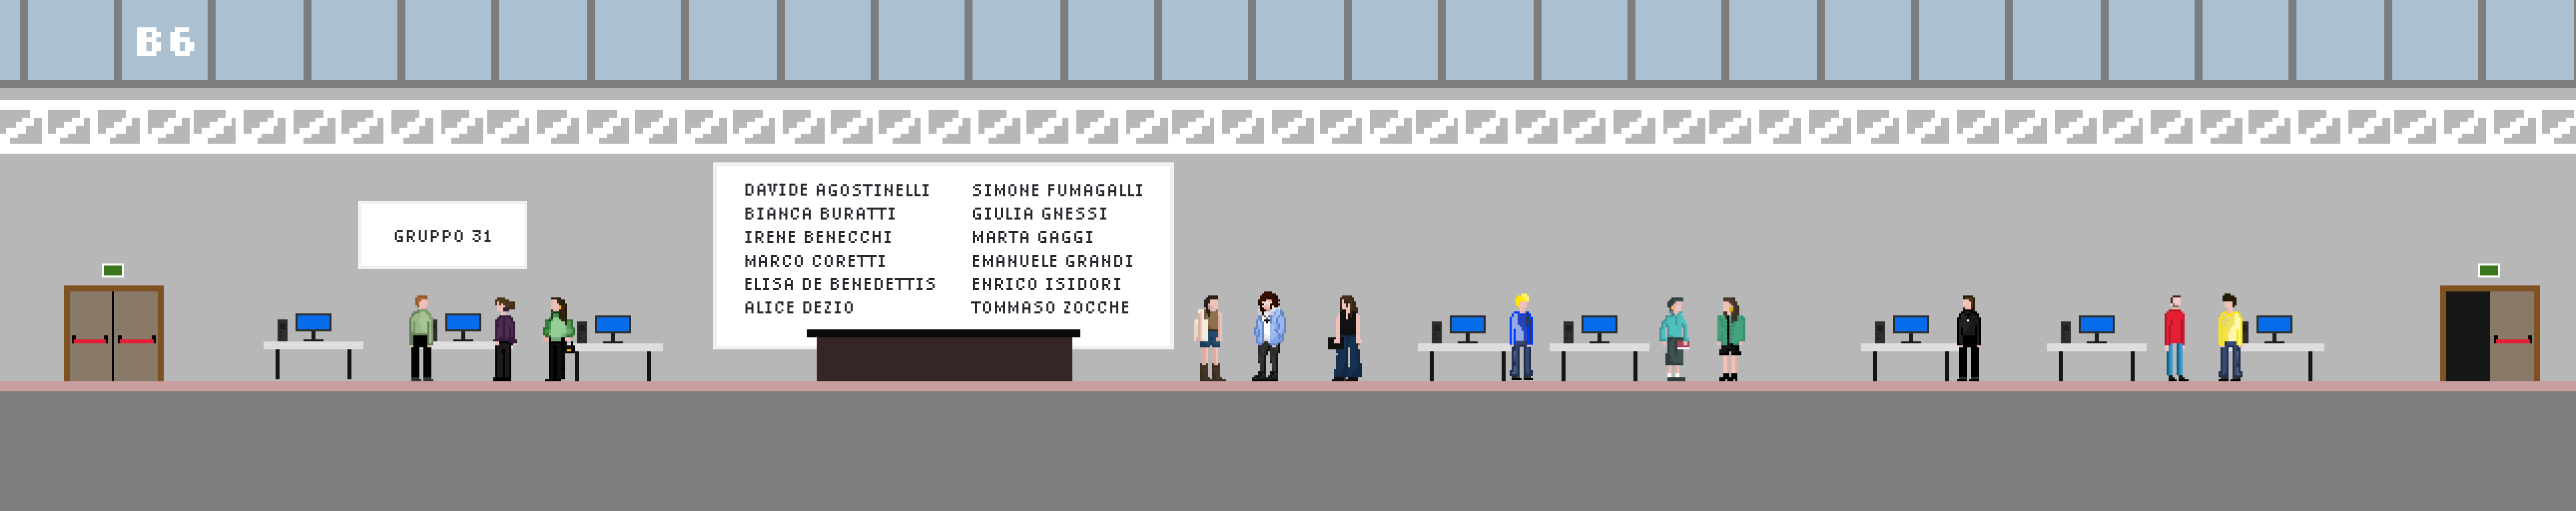 B6
GRUPPO 31
DAVIDE AGOSTINELLI
BIANCA BURATTI
IRENE BENECCHI
MARCO CORETTI
ELISA DE BENEDETTIS
ALICE DEZIO
SIMONE FUMAGALLI
GIULIA GNESSI
MARTA GAGGI
EMANUELE GRANDI
ENRICO ISIDORI
TOMMASO ZOCCHE